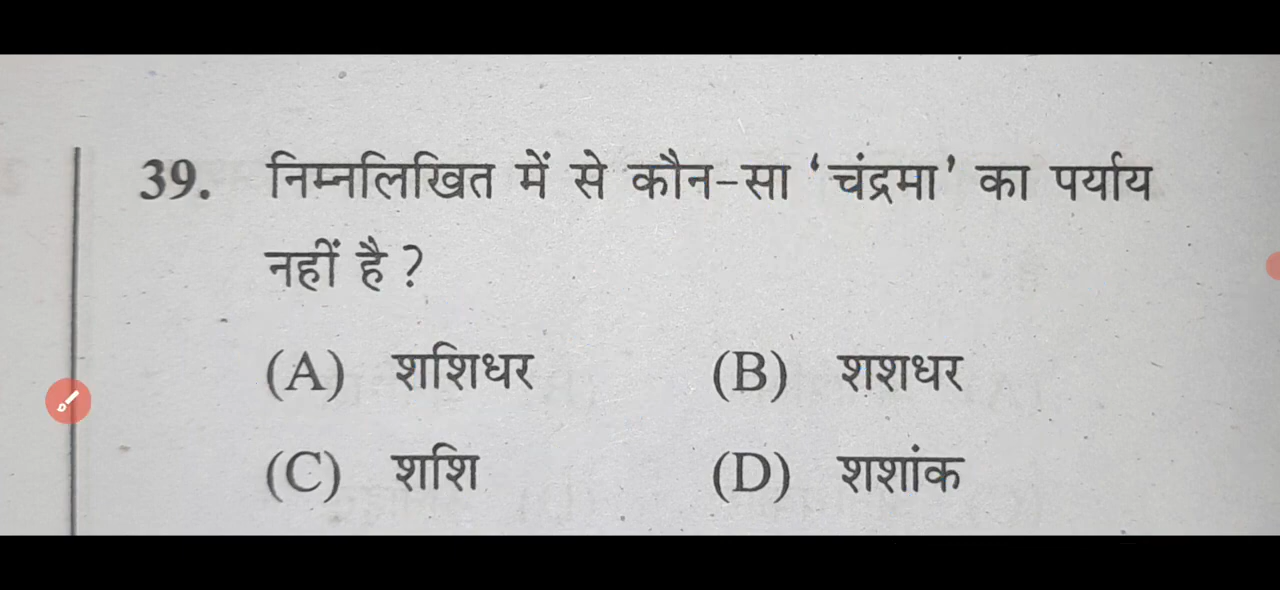 39. निम्नलिखित में से कौन-सा ‘चंद्रमा’ का पर्याय
नहीं है ?
(A) शशिधर (B) शशधर
(C) शशि (D) शशांक